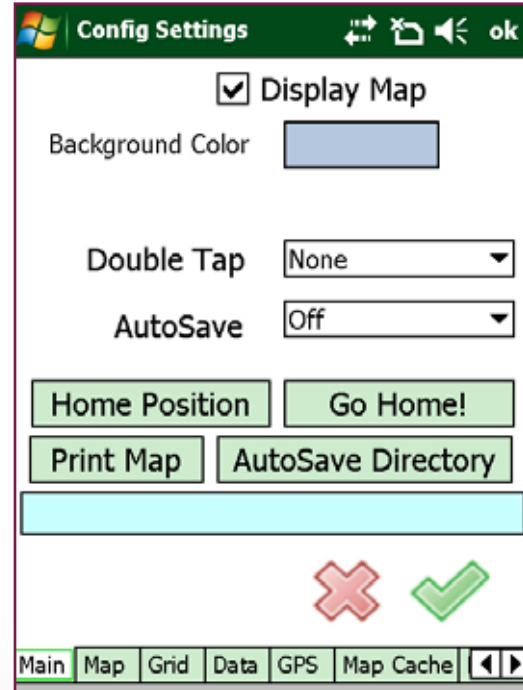 Config Settings ok
Display Map
Background Color
Double Tap None
AutoSave Off
Home Position Go Home!
Print Map AutoSave Directory
Main Map Grid Data GPS Map Cache